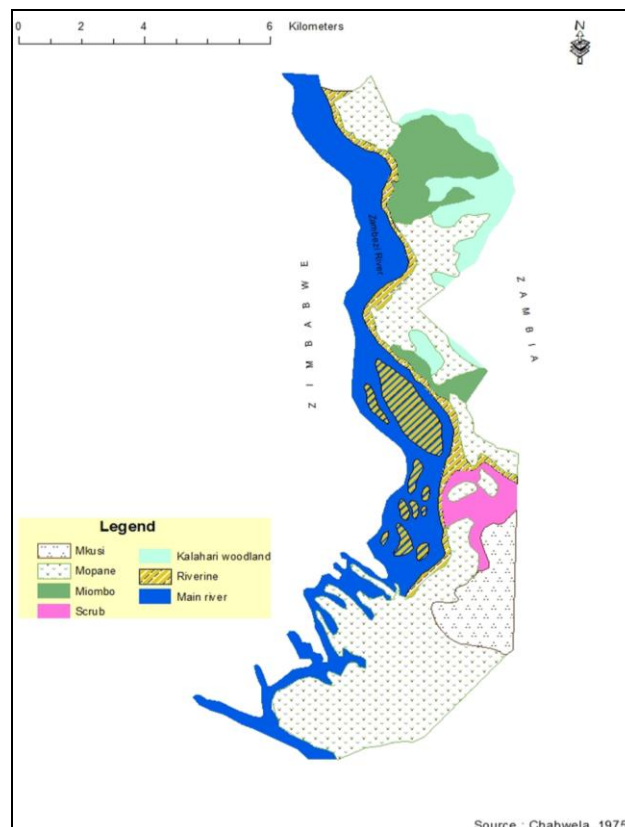 0 2 4 6 Kilometers
N
Zambezi River
Z I M B A B W E
Z A M B I A
Legend
Mkusi
Mopane
Miombo
Scrub
Kalahari woodland
Riverine
Main river
Source : Chabwela, 1975